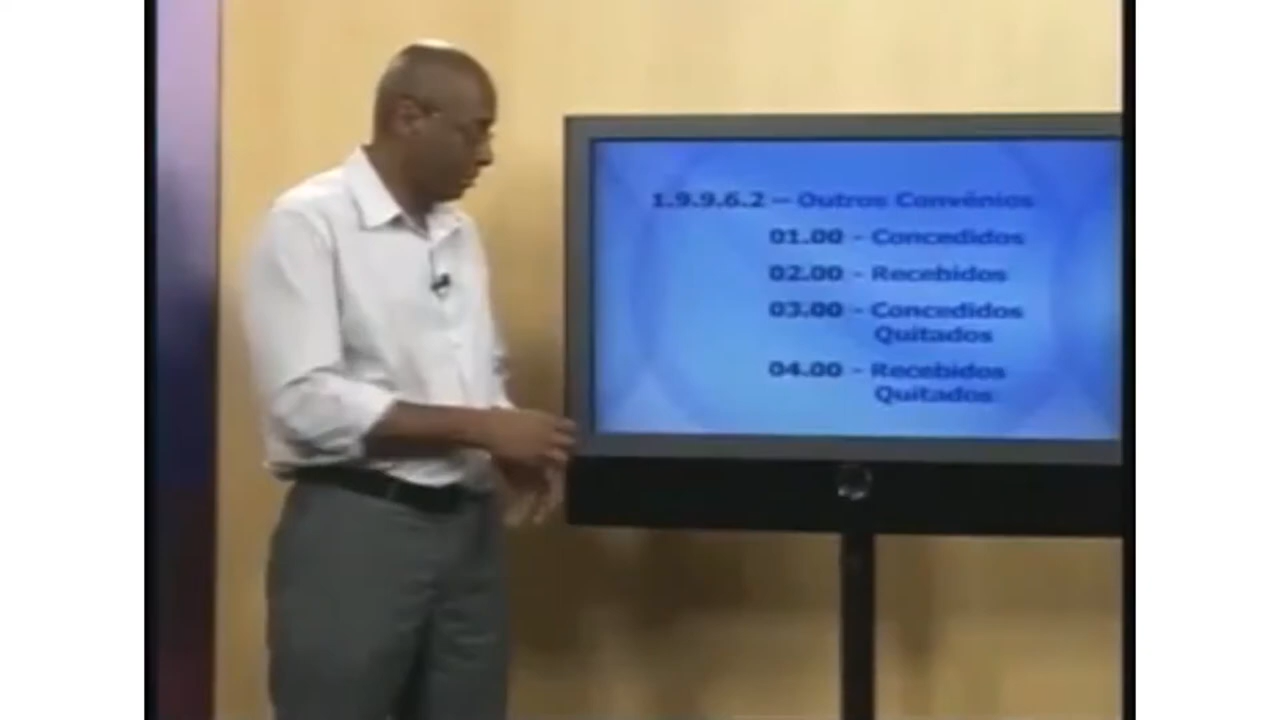 1.9.9.6.2 – Outros Convênios
01.00 - Concedidos
02.00 - Recebidos
03.00 - Concedidos
Quitados
04.00 - Recebidos
Quitados